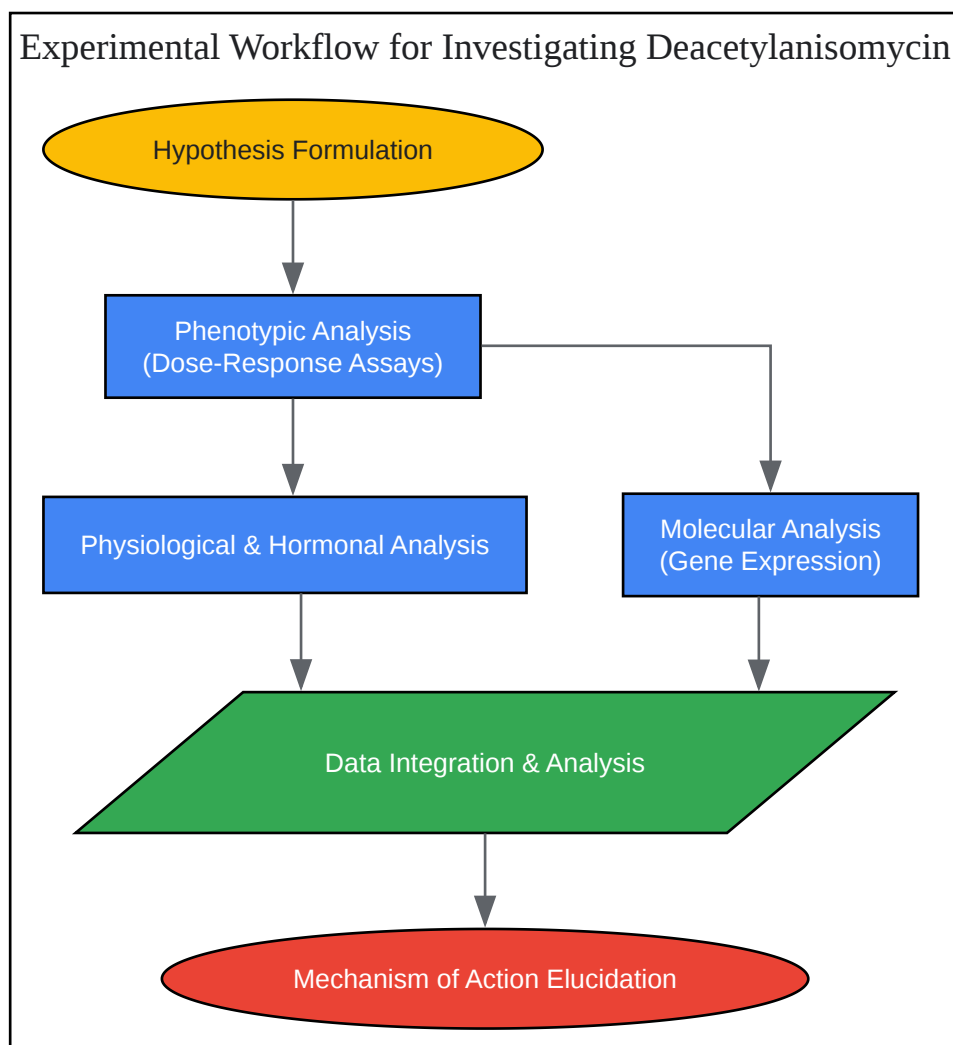 Experimental Workflow for Investigating Deacetylanisomycin
Hypothesis Formulation
Phenotypic Analysis
(Dose-Response Assays)
Physiological & Hormonal Analysis
Molecular Analysis
(Gene Expression)
Data Integration & Analysis
Mechanism of Action Elucidation